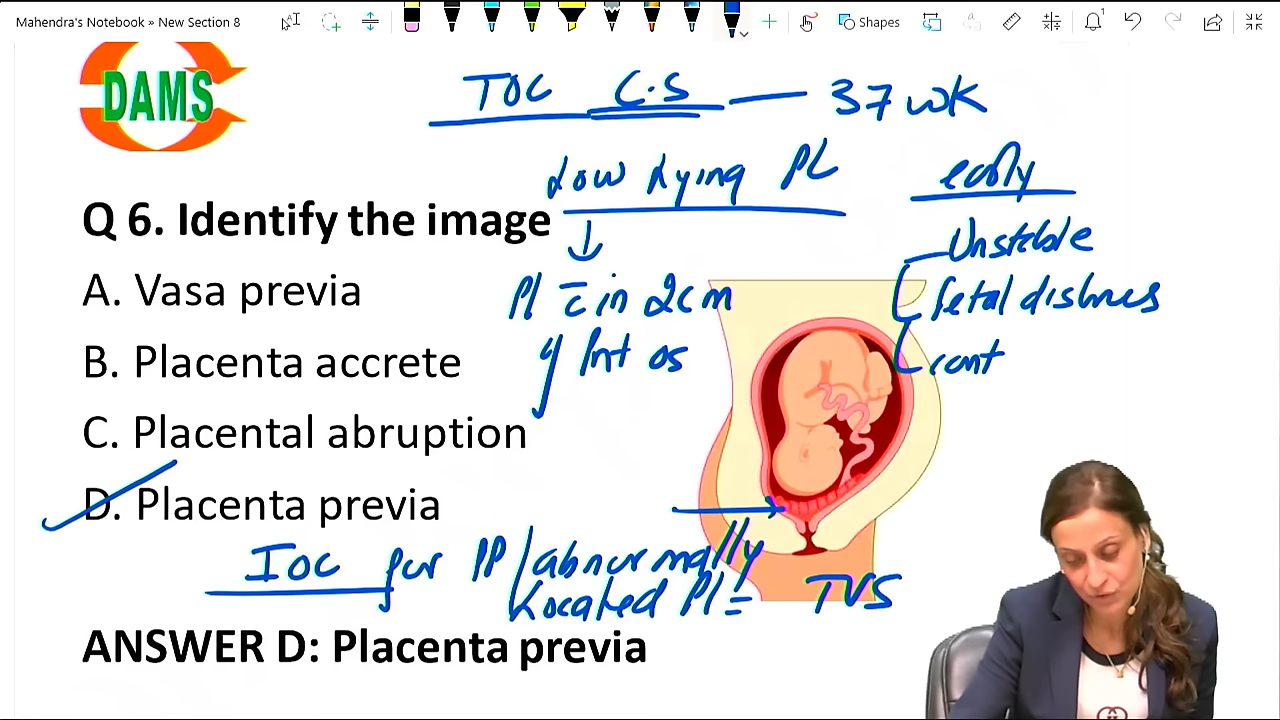 Mahendra's Notebook » New Section 8
Shapes
DAMS
TOC C.S — 37 wk
Low Lying PL
early
Q 6. Identify the image
Unstable
A. Vasa previa
Pl c̄ in 2cm
fetal distress
B. Placenta accrete
Int os
cont
C. Placental abruption
D. Placenta previa
IOC for PP/abnormally
Located Pl = TVS
ANSWER D: Placenta previa